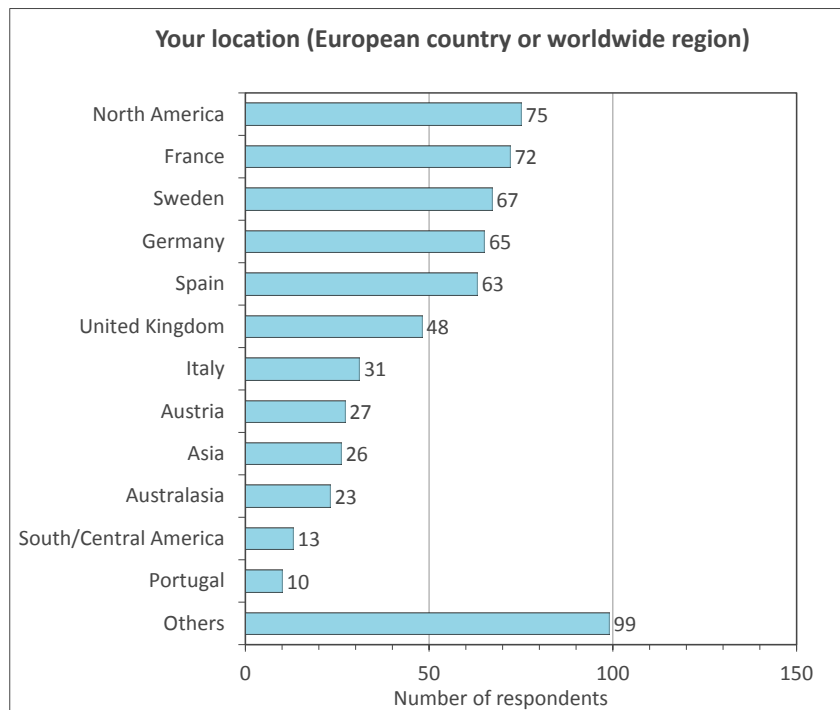 Your location (European country or worldwide region)
North America 75
France 72
Sweden 67
Germany 65
Spain 63
United Kingdom 48
Italy 31
Austria 27
Asia 26
Australasia 23
South/Central America 13
Portugal 10
Others 99
0 50 100 150
Number of respondents